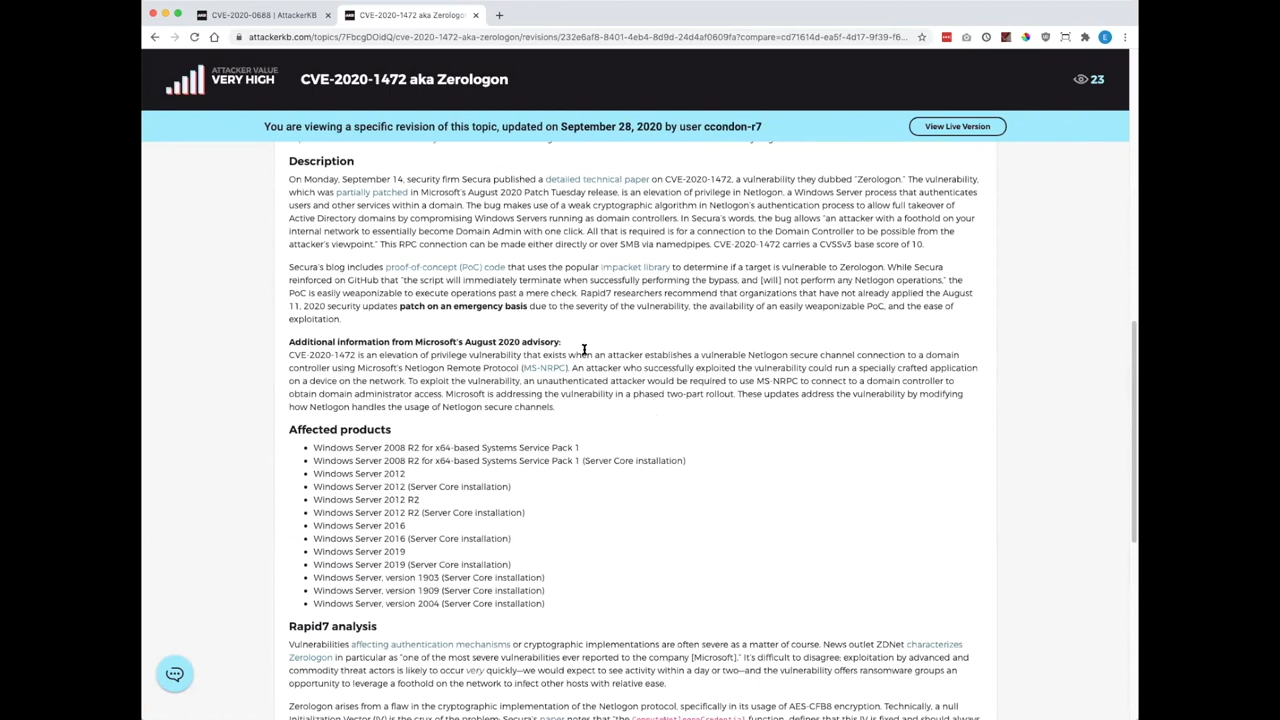 CVE-2020-0688 | AttackerKB
CVE-2020-1472 aka Zerologon
attackerkb.com/topics/7FbcgDOidQ/cve-2020-1472-aka-zerologon/revisions/232e6af8-8401-4eb4-8d9d-24d4af0609fa?compare=cd71614d-ea5f-4d17-9f39-f6...
E
ATTACKER VALUE
VERY HIGH
CVE-2020-1472 aka Zerologon
23
You are viewing a specific revision of this topic, updated on September 28, 2020 by user ccondon-r7
View Live Version
Description
On Monday, September 14, security firm Secura published a detailed technical paper on CVE-2020-1472, a vulnerability they dubbed "Zerologon." The vulnerability,
which was partially patched in Microsoft's August 2020 Patch Tuesday release, is an elevation of privilege in Netlogon, a Windows Server process that authenticates
users and other services within a domain. The bug makes use of a weak cryptographic algorithm in Netlogon's authentication process to allow full takeover of
Active Directory domains by compromising Windows Servers running as domain controllers. In Secura's words, the bug allows "an attacker with a foothold on your
internal network to essentially become Domain Admin with one click. All that is required is for a connection to the Domain Controller to be possible from the
attacker's viewpoint." This RPC connection can be made either directly or over SMB via namedpipes. CVE-2020-1472 carries a CVSSv3 base score of 10.
Secura's blog includes proof-of-concept (PoC) code that uses the popular impacket library to determine if a target is vulnerable to Zerologon. While Secura
reinforced on GitHub that "the script will immediately terminate when successfully performing the bypass, and [will] not perform any Netlogon operations," the
PoC is easily weaponizable to execute operations past a mere check. Rapid7 researchers recommend that organizations that have not already applied the August
11, 2020 security updates patch on an emergency basis due to the severity of the vulnerability, the availability of an easily weaponizable PoC, and the ease of
exploitation.
Additional information from Microsoft's August 2020 advisory:
CVE-2020-1472 is an elevation of privilege vulnerability that exists when an attacker establishes a vulnerable Netlogon secure channel connection to a domain
controller using Microsoft's Netlogon Remote Protocol (MS-NRPC). An attacker who successfully exploited the vulnerability could run a specially crafted application
on a device on the network. To exploit the vulnerability, an unauthenticated attacker would be required to use MS-NRPC to connect to a domain controller to
obtain domain administrator access. Microsoft is addressing the vulnerability in a phased two-part rollout. These updates address the vulnerability by modifying
how Netlogon handles the usage of Netlogon secure channels.
Affected products
• Windows Server 2008 R2 for x64-based Systems Service Pack 1
• Windows Server 2008 R2 for x64-based Systems Service Pack 1 (Server Core installation)
• Windows Server 2012
• Windows Server 2012 (Server Core installation)
• Windows Server 2012 R2
• Windows Server 2012 R2 (Server Core installation)
• Windows Server 2016
• Windows Server 2016 (Server Core installation)
• Windows Server 2019
• Windows Server 2019 (Server Core installation)
• Windows Server, version 1903 (Server Core installation)
• Windows Server, version 1909 (Server Core installation)
• Windows Server, version 2004 (Server Core installation)
Rapid7 analysis
Vulnerabilities affecting authentication mechanisms or cryptographic implementations are often severe as a matter of course. News outlet ZDNet characterizes
Zerologon in particular as "one of the most severe vulnerabilities ever reported to the company [Microsoft]." It's difficult to disagree; exploitation by advanced and
commodity threat actors is likely to occur very quickly—we would expect to see activity within a day or two—and the vulnerability offers ransomware groups an
opportunity to leverage a foothold on the network to infect other hosts with relative ease.
Zerologon arises from a flaw in the cryptographic implementation of the Netlogon protocol, specifically in its usage of AES-CFB8 encryption. Technically, a null
Initialization Vector (IV) is the crux of the problem; Secura's paper notes that "the ComputeNetlogonCredential function, defines that this IV is fixed and should always